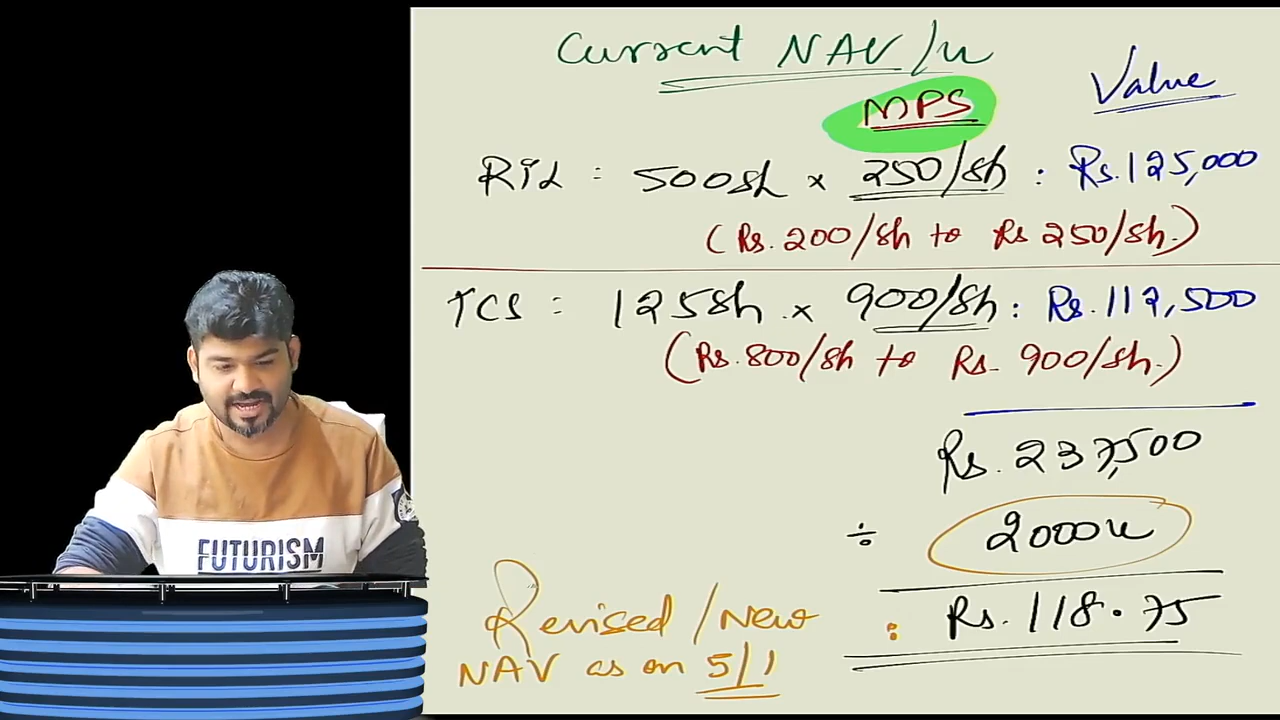 Current NAV/u
MPS
Value
RIL : 500sh × 250/sh : Rs.125,000
(Rs.200/sh to Rs 250/sh.)
TCS = 125sh × 900/sh : Rs.112,500
(Rs.800/sh to Rs. 900/sh.)
Rs.237,500
÷ 2000u
Revised/New : Rs.118.75
NAV as on 5/1
FUTURISM